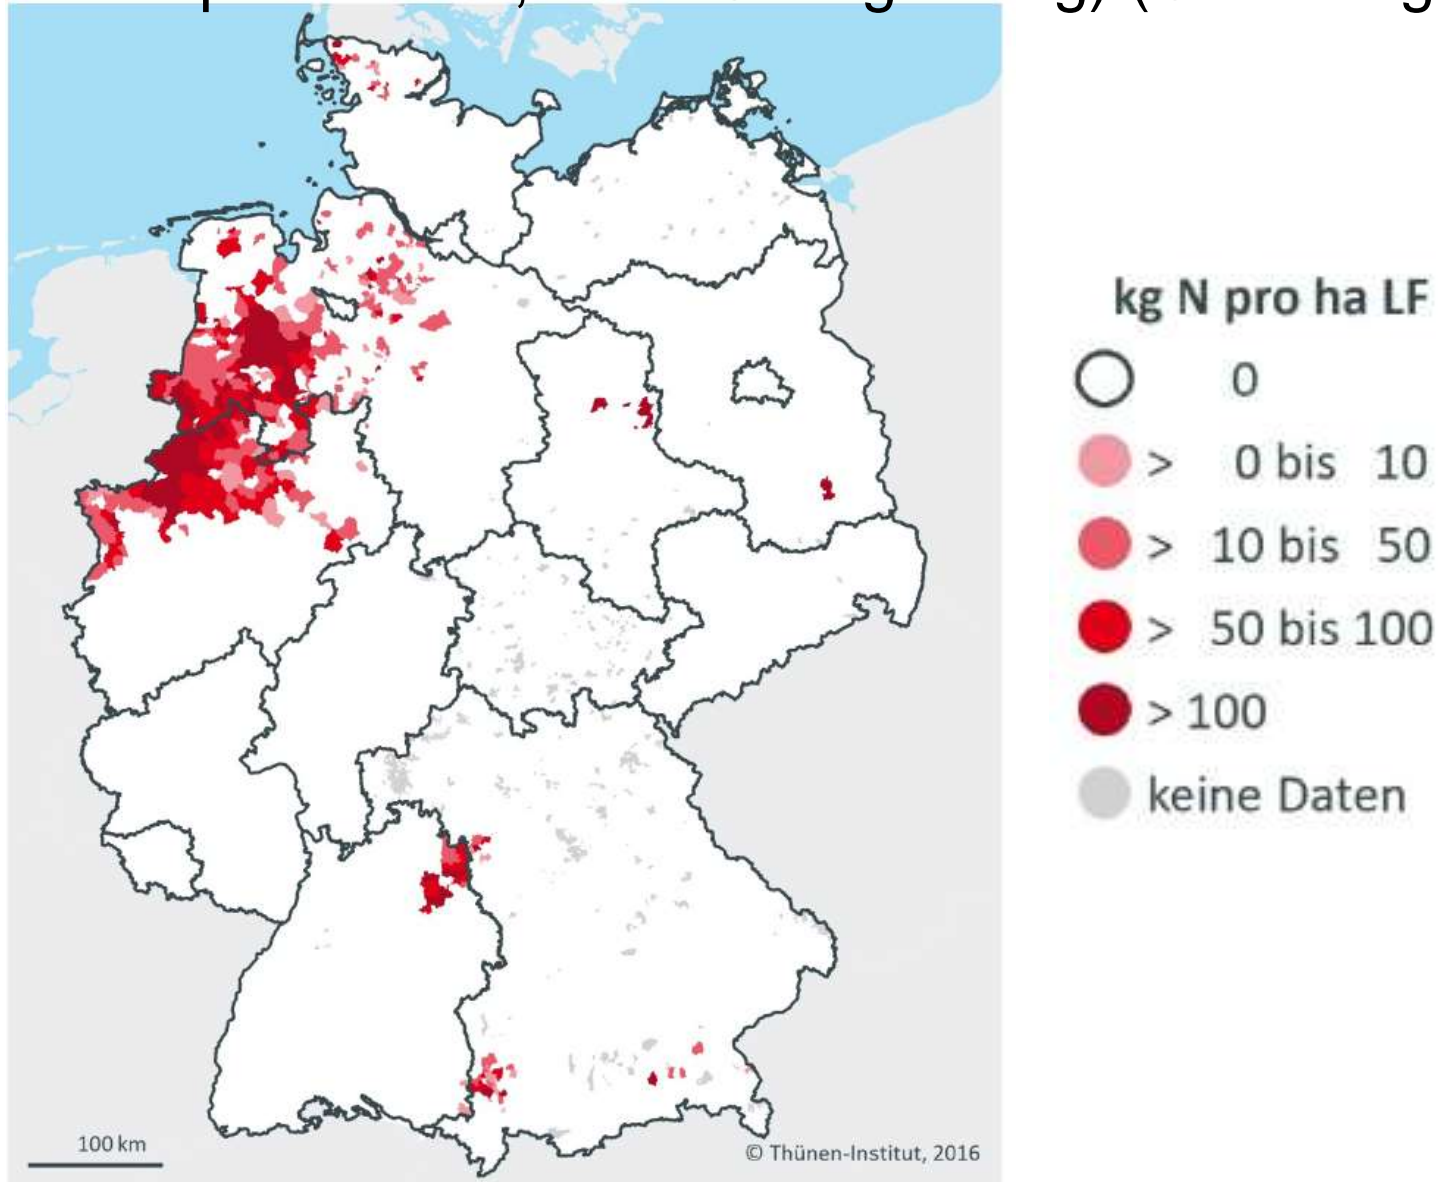 kg N pro ha LF
0
> 0 bis 10
> 10 bis 50
> 50 bis 100
> 100
keine Daten
100 km
© Thünen-Institut, 2016